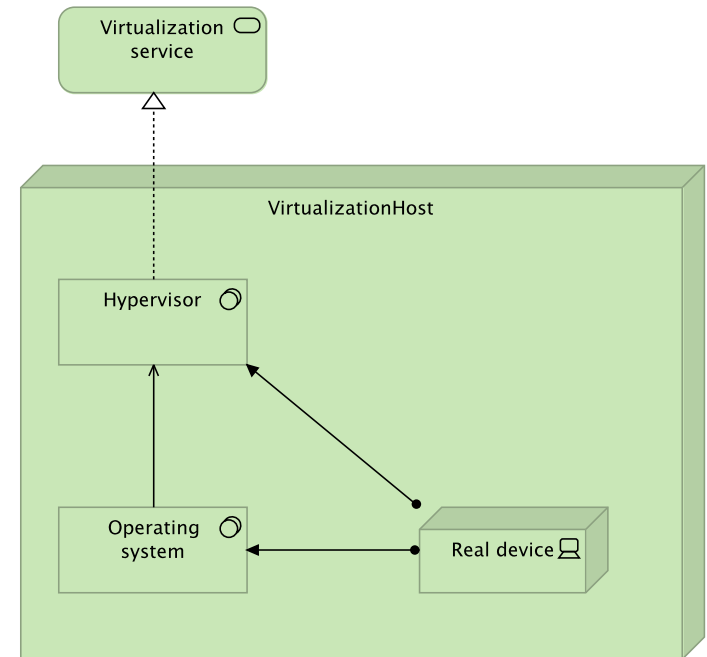 Virtualization
service
VirtualizationHost
Hypervisor
Operating
system
Real device